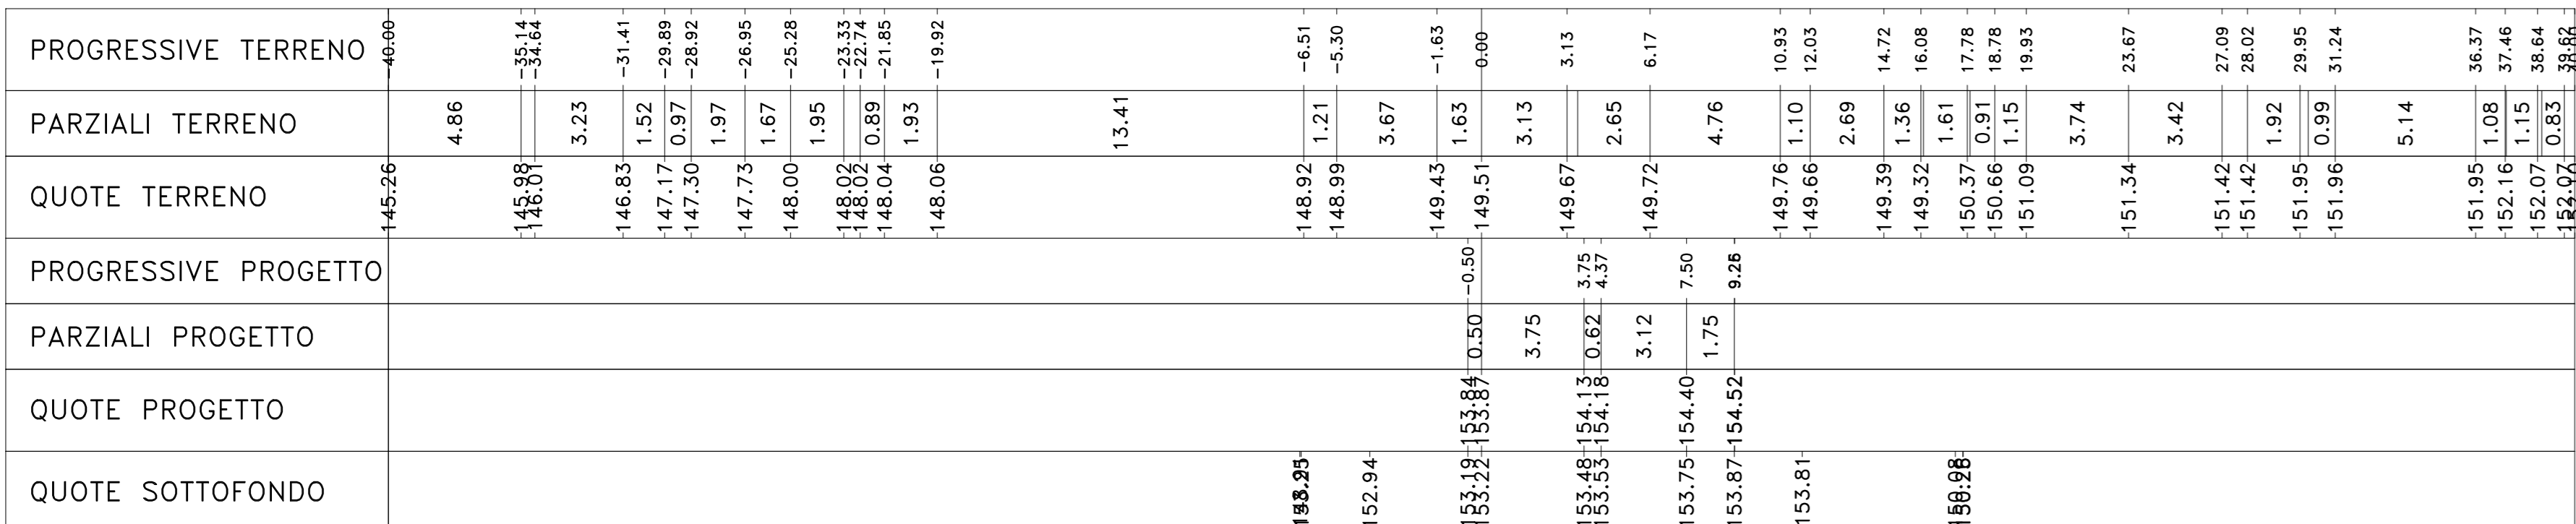 PROGRESSIVE TERRENO -40.00 -35.14 -34.64 -31.41 -29.89 -28.92 -26.95 -25.28 -23.33 -22.74 -21.85 -19.92 -6.51 -5.30 -1.63 0.00 3.13 6.17 10.93 12.03 14.72 16.08 17.78 18.78 19.93 23.67 27.09 28.02 29.95 31.24 36.37 37.46 38.64 39.62
PARZIALI TERRENO 4.86 3.23 1.52 0.97 1.97 1.67 1.95 0.89 1.93 13.41 1.21 3.67 1.63 3.13 2.65 4.76 1.10 2.69 1.36 1.61 0.91 1.15 3.74 3.42 1.92 0.99 5.14 1.08 1.15 0.83
QUOTE TERRENO 145.26 145.98 146.01 146.83 147.17 147.30 147.73 148.00 148.02 148.02 148.04 148.06 148.92 148.99 149.43 149.51 149.67 149.72 149.76 149.66 149.39 149.32 150.37 150.66 151.09 151.34 151.42 151.42 151.95 151.96 151.95 152.16 152.07 152.07
PROGRESSIVE PROGETTO -0.50 3.75 4.37 7.50
PARZIALI PROGETTO 0.50 3.75 0.62 3.12 1.75
QUOTE PROGETTO 153.84 153.87 154.13 154.18 154.40 154.52
QUOTE SOTTOFONDO 152.94 153.19 153.22 153.48 153.53 153.75 153.87 153.81